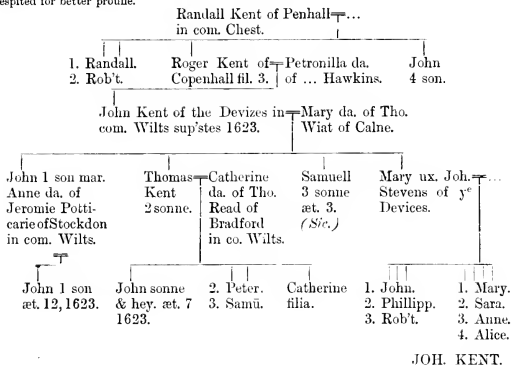 espited for better proufe.
Randall Kent of Penhall ...
in com. Chest.
1. Randall.
2. Rob't.
Roger Kent of
Copenhall fil. 3.
Petronilla da.
of ... Hawkins.
John
4 son.
John Kent of the Devizes in
com. Wilts sup'stes 1623.
Mary da. of Tho.
Wiat of Calne.
John 1 son mar.
Anne da. of
Jeromie Potti-
carie of Stockdon
in com. Wilts.
Thomas
Kent
2 sonne.
Catherine
da. of Tho.
Read of
Bradford
in co. Wilts.
Samuell
3 sonne
æt. 3.
(Sic.)
Mary ux. Joh. ...
Stevens of yᵉ
Devizes.
John 1 son
æt. 12, 1623.
John sonne
& hey. æt. 7
1623.
2. Peter.
3. Samū.
Catherine
filia.
1. John.
2. Phillipp.
3. Rob't.
1. Mary.
2. Sara.
3. Anne.
4. Alice.
JOH. KENT.